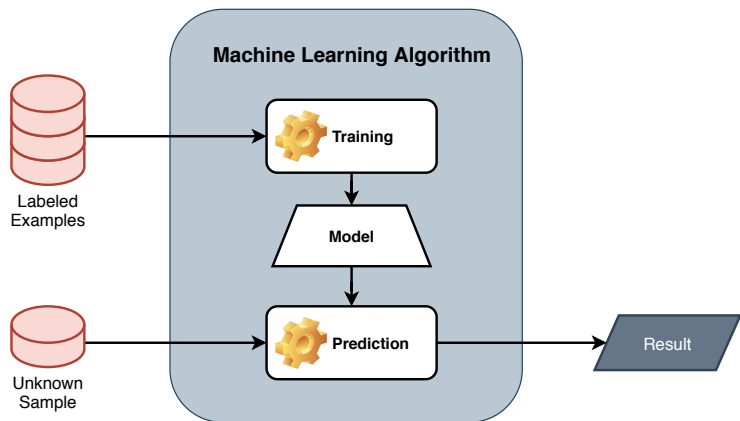 Machine Learning Algorithm
Training
Labeled
Examples
Model
Prediction
Result
Unknown
Sample